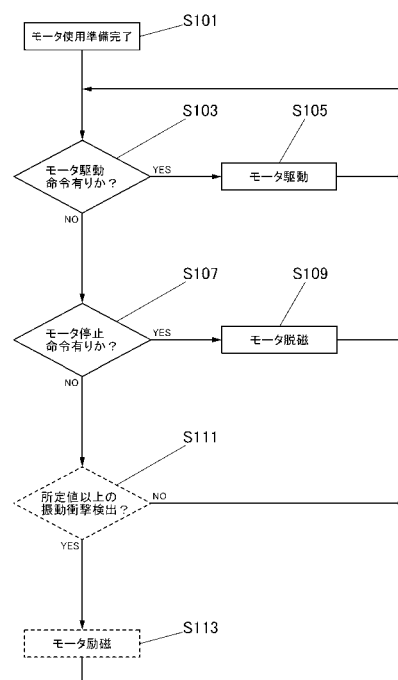 S101
モータ使用準備完了
S103
S105
モータ駆動
命令有りか？
YES
モータ駆動
NO
S107
S109
モータ停止
命令有りか？
YES
モータ脱磁
NO
S111
所定値以上の
振動衝撃検出？
NO
YES
S113
モータ励磁